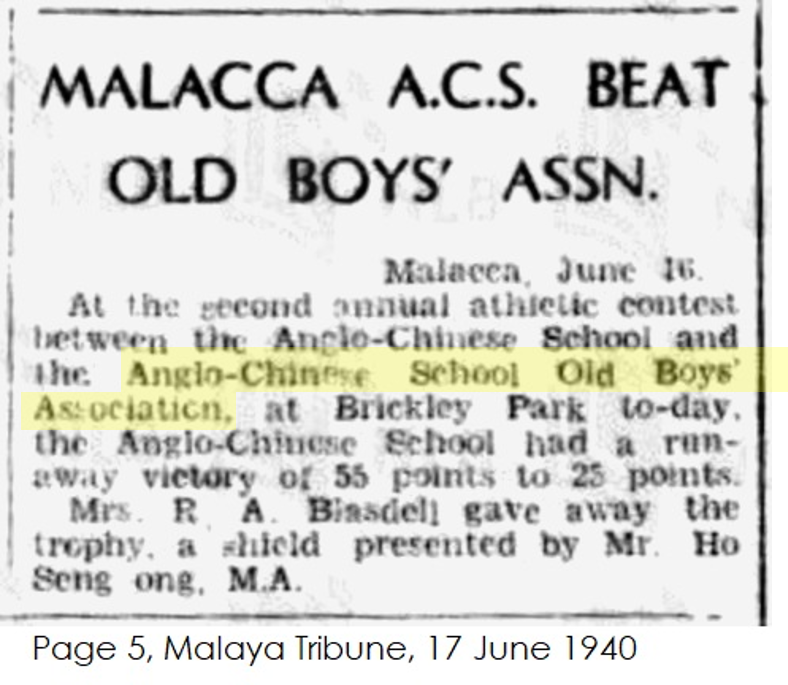 MALACCA A.C.S. BEAT
OLD BOYS' ASSN.
Malacca, June 16.
At the second annual athletic contest
between the Anglo-Chinese School and
the Anglo-Chinese School Old Boys'
Association, at Brickley Park to-day,
the Anglo-Chinese School had a run-
away victory of 55 points to 25 points.
Mrs. R. A. Blasdell gave away the
trophy, a shield presented by Mr. Ho
Seng ong, M.A.
Page 5, Malaya Tribune, 17 June 1940